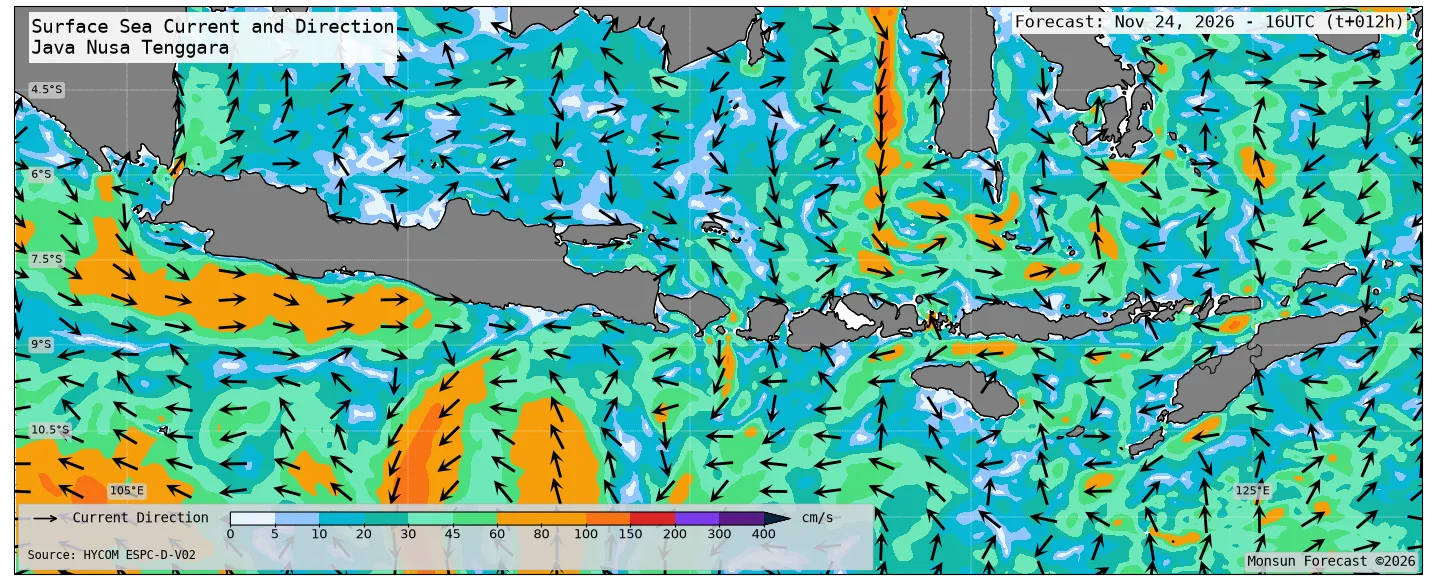 Surface Sea Current and Direction
Java Nusa Tenggara
Forecast: Nov 24, 2026 - 16UTC (t+012h)
4.5°S
6°S
7.5°S
9°S
10.5°S
105°E
125°E
Current Direction
0 5 10 20 30 45 60 80 100 150 200 300 400 cm/s
Source: HYCOM ESPC-D-V02
Monsun Forecast ©2026